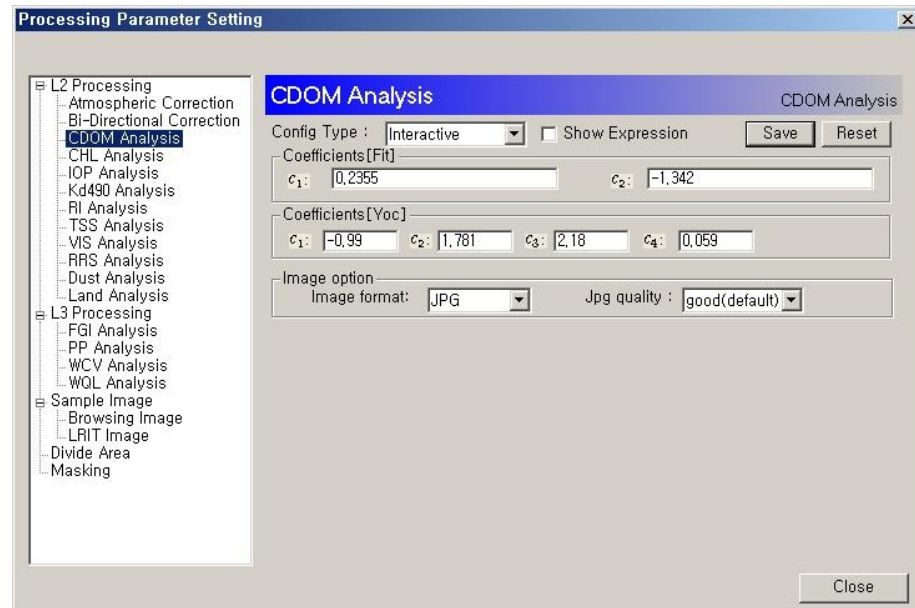 Processing Parameter Setting
L2 Processing
Atmospheric Correction
Bi-Directional Correction
CDOM Analysis
CHL Analysis
IOP Analysis
Kd490 Analysis
RI Analysis
TSS Analysis
VIS Analysis
RRS Analysis
Dust Analysis
Land Analysis
L3 Processing
FGI Analysis
PP Analysis
WCV Analysis
WQL Analysis
Sample Image
Browsing Image
LRIT Image
Divide Area
Masking
CDOM Analysis CDOM Analysis
Config Type : Interactive Show Expression Save Reset
Coefficients[Fit]
c1: 0.2355 c2: -1.342
Coefficients[Yoc]
c1: -0.99 c2: 1.781 c3: 2.18 c4: 0.059
Image option
Image format: JPG Jpg quality : good(default)
Close